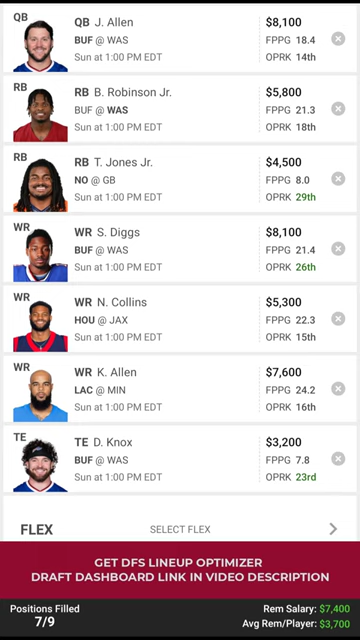 QB
QB J. Allen
$8,100
BUF @ WAS
FPPG 18.4
Sun at 1:00 PM EDT
OPRK 14th
RB
RB B. Robinson Jr.
$5,800
BUF @ WAS
FPPG 21.3
Sun at 1:00 PM EDT
OPRK 18th
RB
RB T. Jones Jr.
$4,500
NO @ GB
FPPG 8.0
Sun at 1:00 PM EDT
OPRK 29th
WR
WR S. Diggs
$8,100
BUF @ WAS
FPPG 21.4
Sun at 1:00 PM EDT
OPRK 26th
WR
WR N. Collins
$5,300
HOU @ JAX
FPPG 22.3
Sun at 1:00 PM EDT
OPRK 15th
WR
WR K. Allen
$7,600
LAC @ MIN
FPPG 24.2
Sun at 1:00 PM EDT
OPRK 16th
TE
TE D. Knox
$3,200
BUF @ WAS
FPPG 7.8
Sun at 1:00 PM EDT
OPRK 23rd
FLEX
SELECT FLEX
GET DFS LINEUP OPTIMIZER
DRAFT DASHBOARD LINK IN VIDEO DESCRIPTION
Positions Filled
7/9
Rem Salary: $7,400
Avg Rem/Player: $3,700